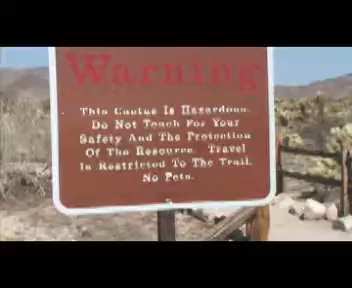 Warning
This Cactus Is Hazardous.
Do Not Touch For Your
Safety And The Protection
Of The Resource. Travel
Is Restricted To The Trail.
No Pets.